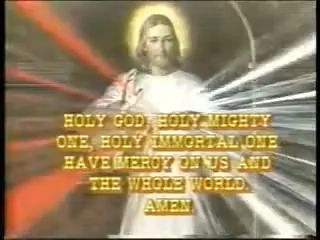 HOLY GOD, HOLY MIGHTY
ONE, HOLY IMMORTAL ONE
HAVE MERCY ON US AND
THE WHOLE WORLD.
AMEN.